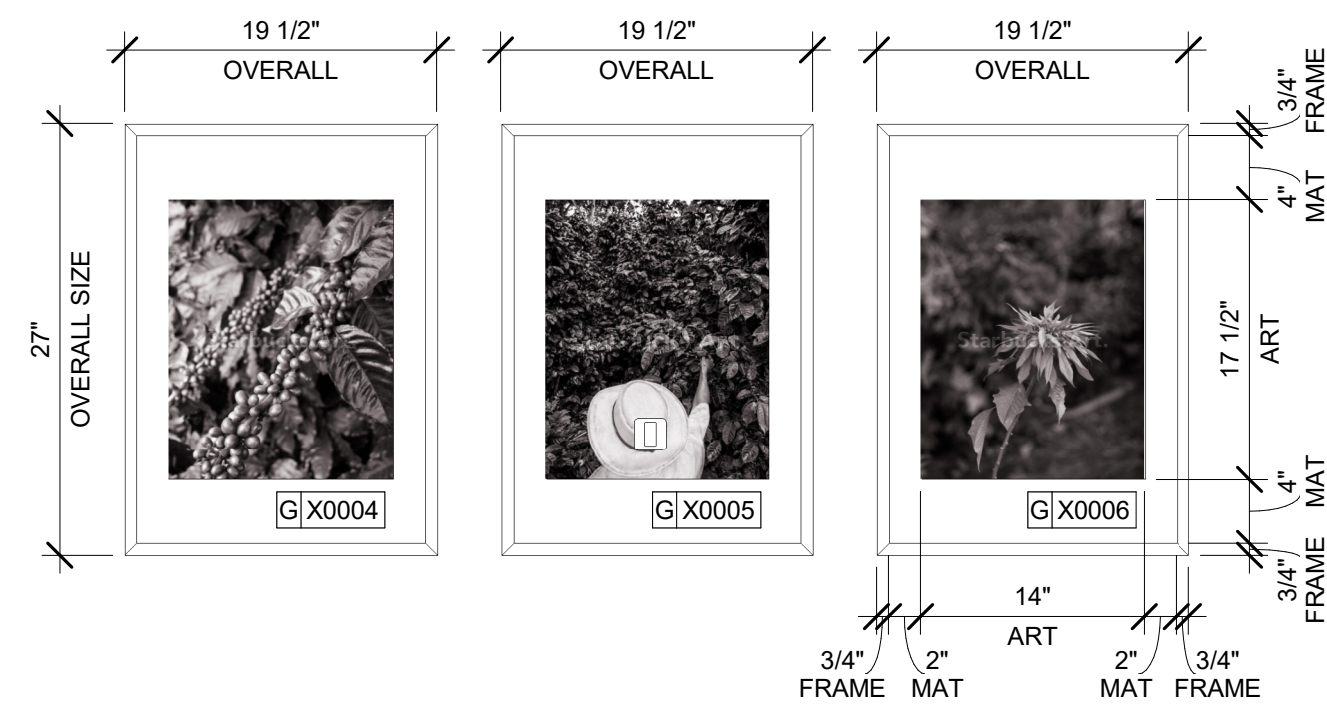 19 1/2"
OVERALL
19 1/2"
OVERALL
19 1/2"
OVERALL
3/4"
FRAME
4"
MAT
27"
OVERALL SIZE
17 1/2"
ART
Starbucks Art.
G X0004
G X0005
G X0006
4"
MAT
3/4"
FRAME
14"
ART
3/4"
FRAME
2"
MAT
2"
MAT
3/4"
FRAME